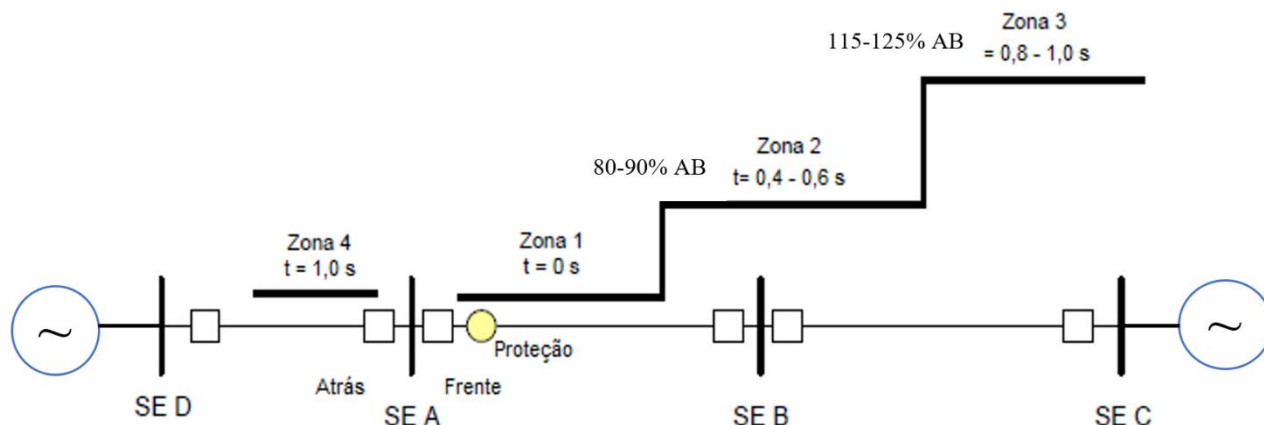 Zona 3
115-125% AB
= 0,8 - 1,0 s
Zona 2
80-90% AB
t= 0,4 - 0,6 s
Zona 4
t = 1,0 s
Zona 1
t = 0 s
~
~
Proteção
Atrás
Frente
SE D
SE A
SE B
SE C